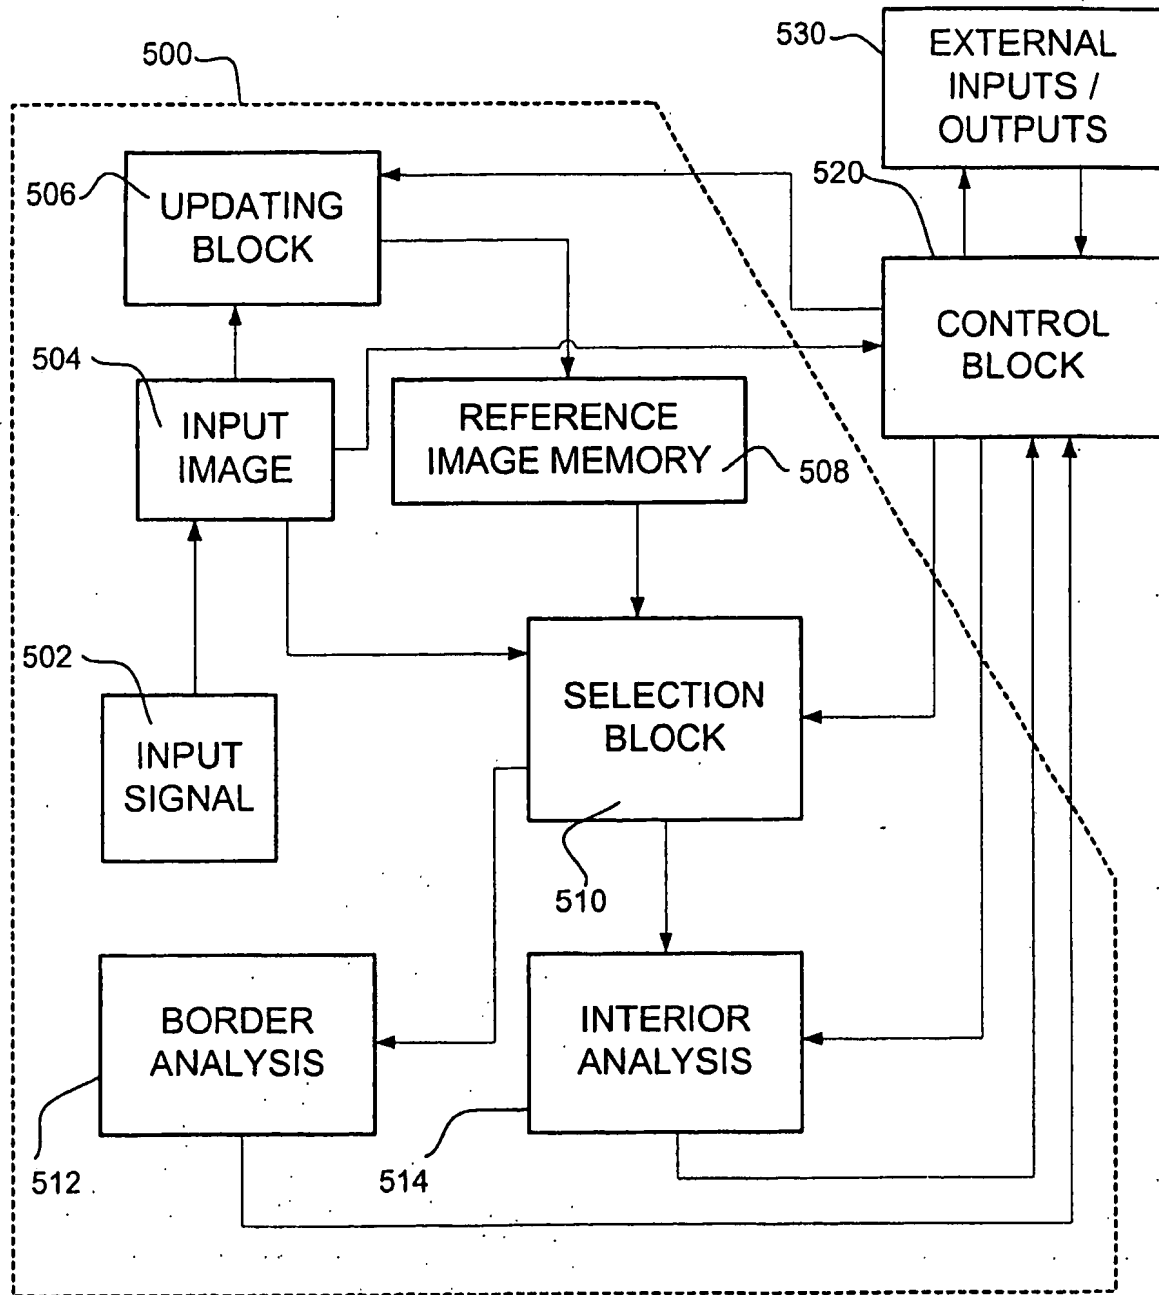 500
530
EXTERNAL
INPUTS /
OUTPUTS
506
UPDATING
BLOCK
520
CONTROL
BLOCK
504
INPUT
IMAGE
REFERENCE
IMAGE MEMORY
508
502
INPUT
SIGNAL
SELECTION
BLOCK
510
BORDER
ANALYSIS
512
INTERIOR
ANALYSIS
514